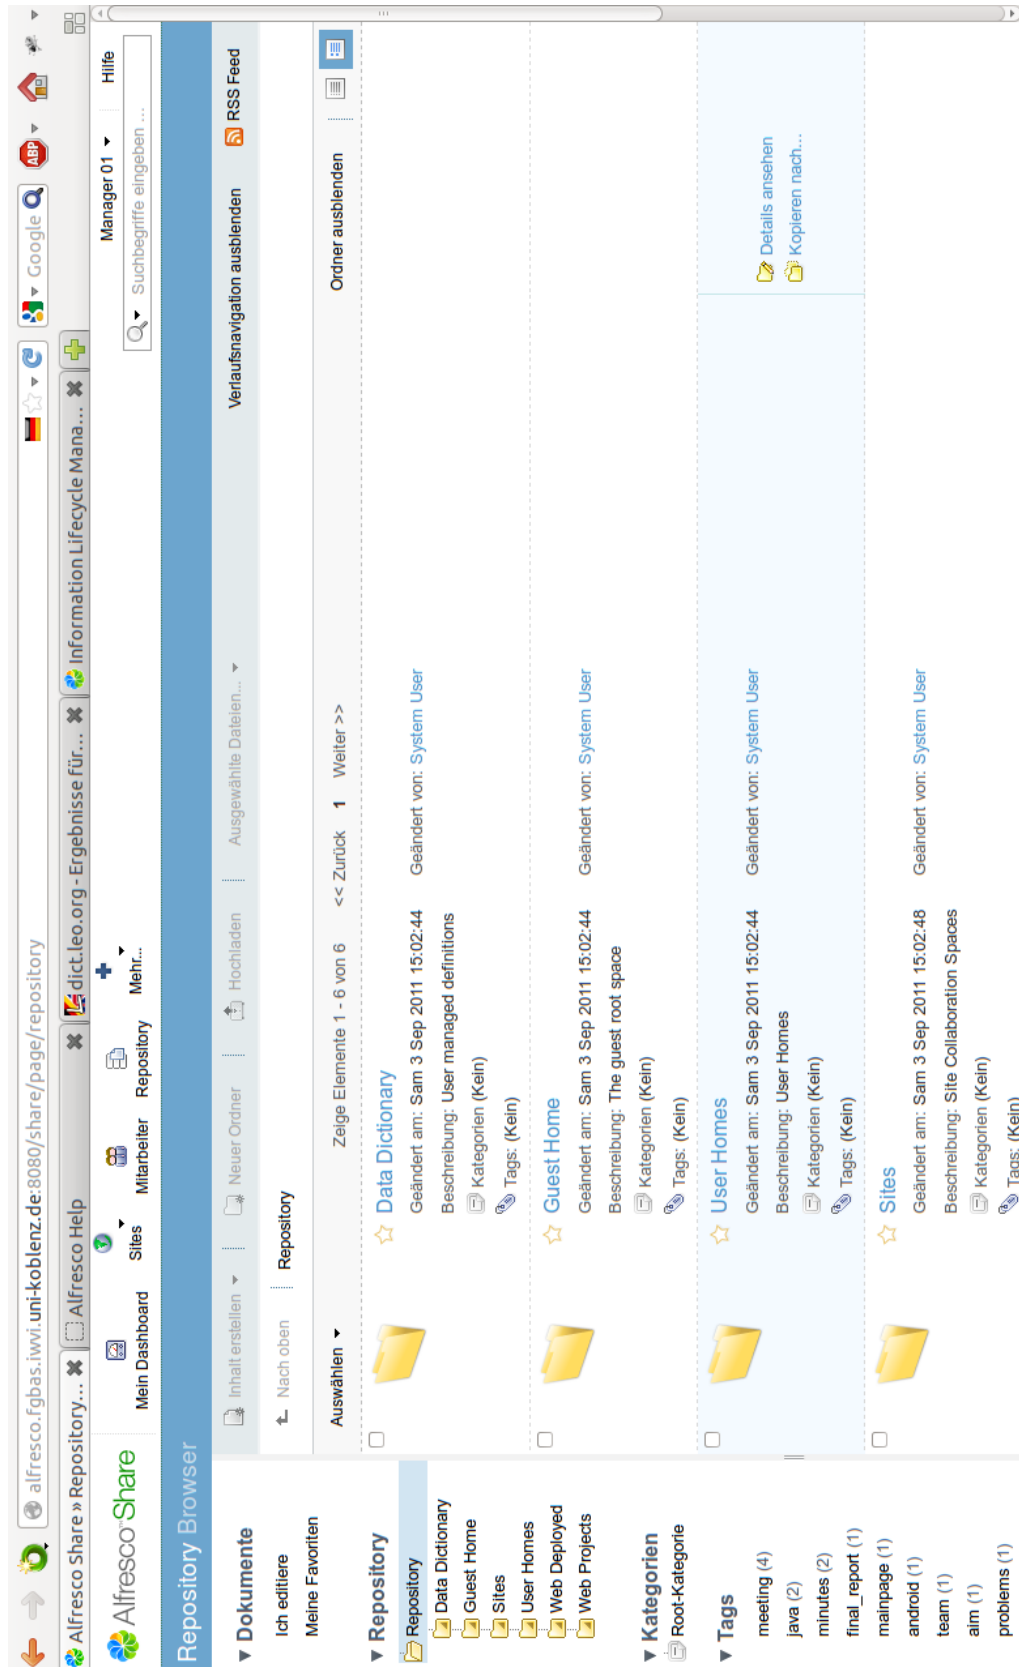 alfresco.fgbas.iwvi.uni-koblenz.de:8080/share/page/repository
Google
ABP
Alfresco Share » Repository...
Alfresco Help
dict.leo.org - Ergebnisse für...
Information Lifecycle Mana...
Alfresco Share
Mein Dashboard
Sites
Mitarbeiter
Repository
Mehr...
Manager 01
Hilfe
Suchbegriffe eingeben ...
Repository Browser
Dokumente
Ich editiere
Meine Favoriten
Repository
Repository
Data Dictionary
Guest Home
Sites
User Homes
Web Deployed
Web Projects
Kategorien
Root-Kategorie
Tags
meeting (4)
java (2)
minutes (2)
final_report (1)
mainpage (1)
android (1)
team (1)
aim (1)
problems (1)
Inhalt erstellen
Neuer Ordner
Hochladen
Ausgewählte Dateien...
Verlaufsnavigation ausblenden
RSS Feed
Nach oben
Repository
Auswählen
Zeige Elemente 1 - 6 von 6
<< Zurück 1 Weiter >>
Ordner ausblenden
Data Dictionary
Geändert am: Sam 3 Sep 2011 15:02:44 Geändert von: System User
Beschreibung: User managed definitions
Kategorien (Kein)
Tags: (Kein)
Guest Home
Geändert am: Sam 3 Sep 2011 15:02:44 Geändert von: System User
Beschreibung: The guest root space
Kategorien (Kein)
Tags: (Kein)
User Homes
Geändert am: Sam 3 Sep 2011 15:02:44 Geändert von: System User
Beschreibung: User Homes
Kategorien (Kein)
Tags: (Kein)
Details ansehen
Kopieren nach...
Sites
Geändert am: Sam 3 Sep 2011 15:02:48 Geändert von: System User
Beschreibung: Site Collaboration Spaces
Kategorien (Kein)
Tags: (Kein)